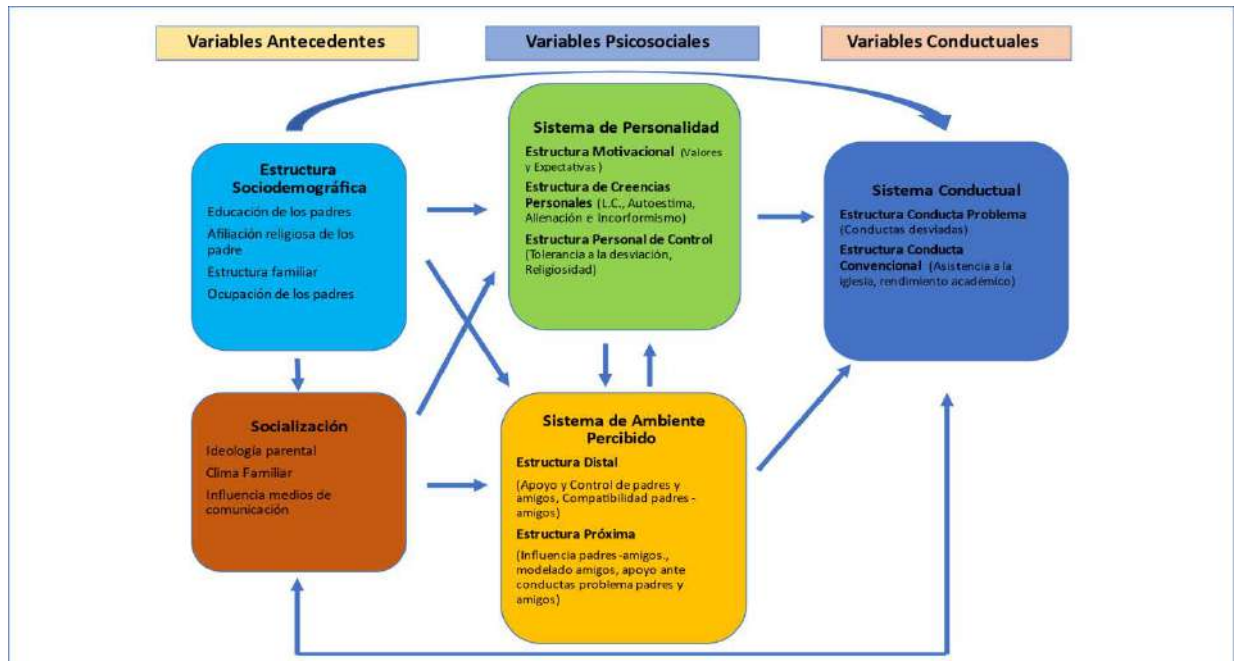 Variables Antecedentes
Variables Psicosociales
Variables Conductuales
Estructura
Sociodemográfica
Educación de los padres
Afiliación religiosa de los
padre
Estructura familiar
Ocupación de los padres
Socialización
Ideología parental
Clima Familiar
Influencia medios de
comunicación
Sistema de Personalidad
Estructura Motivacional (Valores
y Expectativas )
Estructura de Creencias
Personales (L.C., Autoestima,
Alienación e Incorformismo)
Estructura Personal de Control
(Tolerancia a la desviación,
Religiosidad)
Sistema de Ambiente
Percibido
Estructura Distal
(Apoyo y Control de padres y
amigos, Compatibilidad padres -
amigos)
Estructura Próxima
(Influencia padres -amigos.,
modelado amigos, apoyo ante
conductas problema padres y
amigos)
Sistema Conductual
Estructura Conducta Problema
(Conductas desviadas)
Estructura Conducta
Convencional (Asistencia a la
iglesia, rendimiento académico)